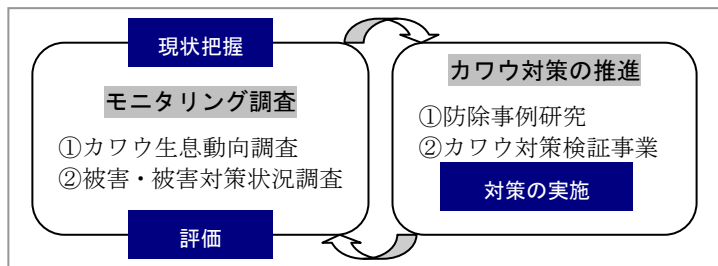 現状把握
モニタリング調査
①カワウ生息動向調査
②被害・被害対策状況調査
評価
カワウ対策の推進
①防除事例研究
②カワウ対策検証事業
対策の実施